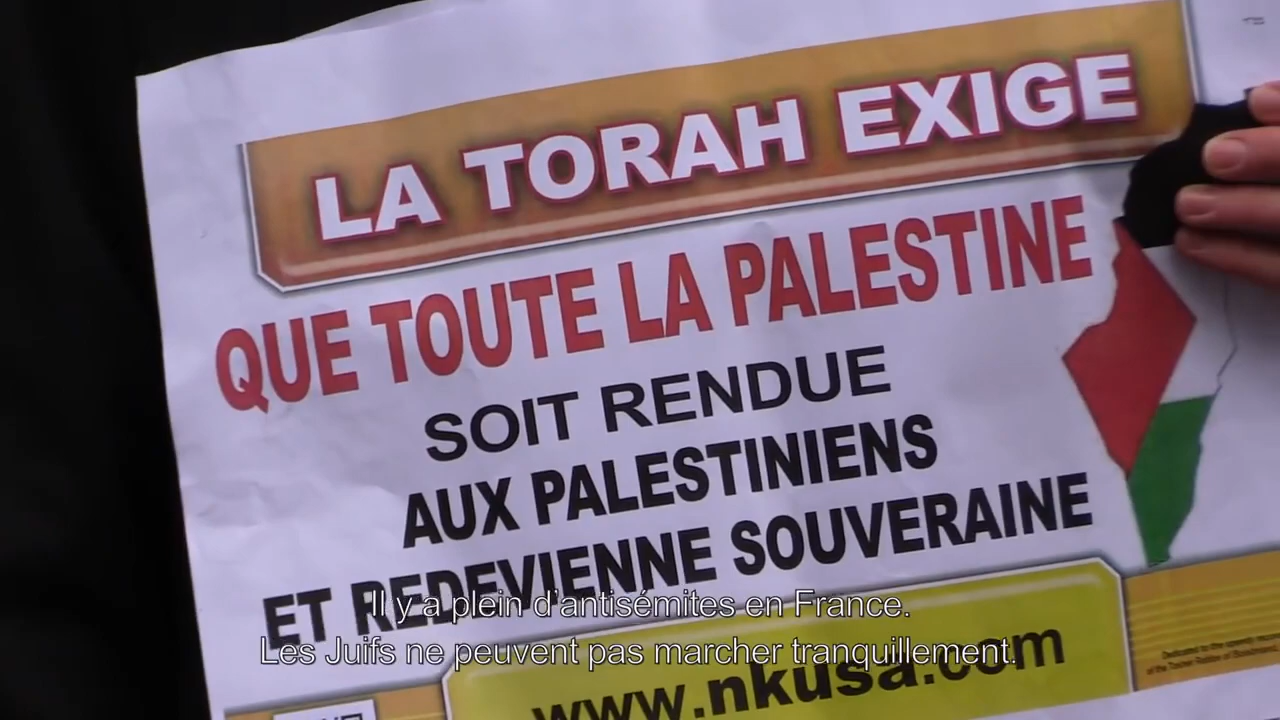 LA TORAH EXIGE
QUE TOUTE LA PALESTINE
SOIT RENDUE
AUX PALESTINIENS
ET REDEVIENNE SOUVERAINE
Il y a plein d'antisémites en France.
Les Juifs ne peuvent pas marcher tranquillement.
www.nkusa.com